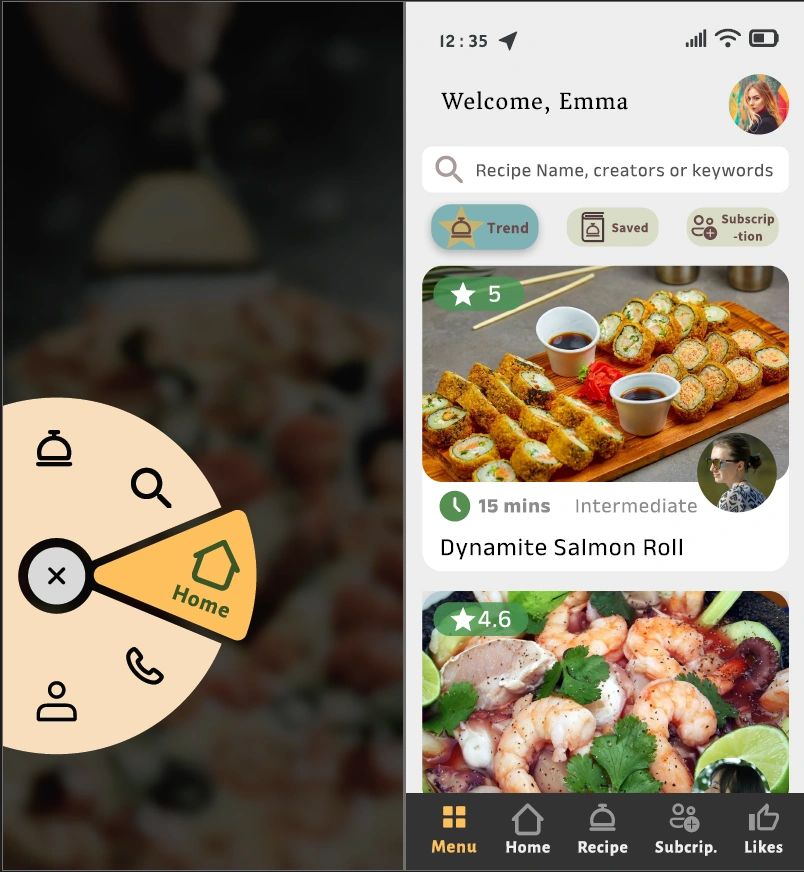 Home
12:35
Welcome, Emma
Recipe Name, creators or keywords
Trend
Saved
Subscrip
-tion
5
15 mins
Intermediate
Dynamite Salmon Roll
4.6
Menu
Home
Recipe
Subscrip.
Likes